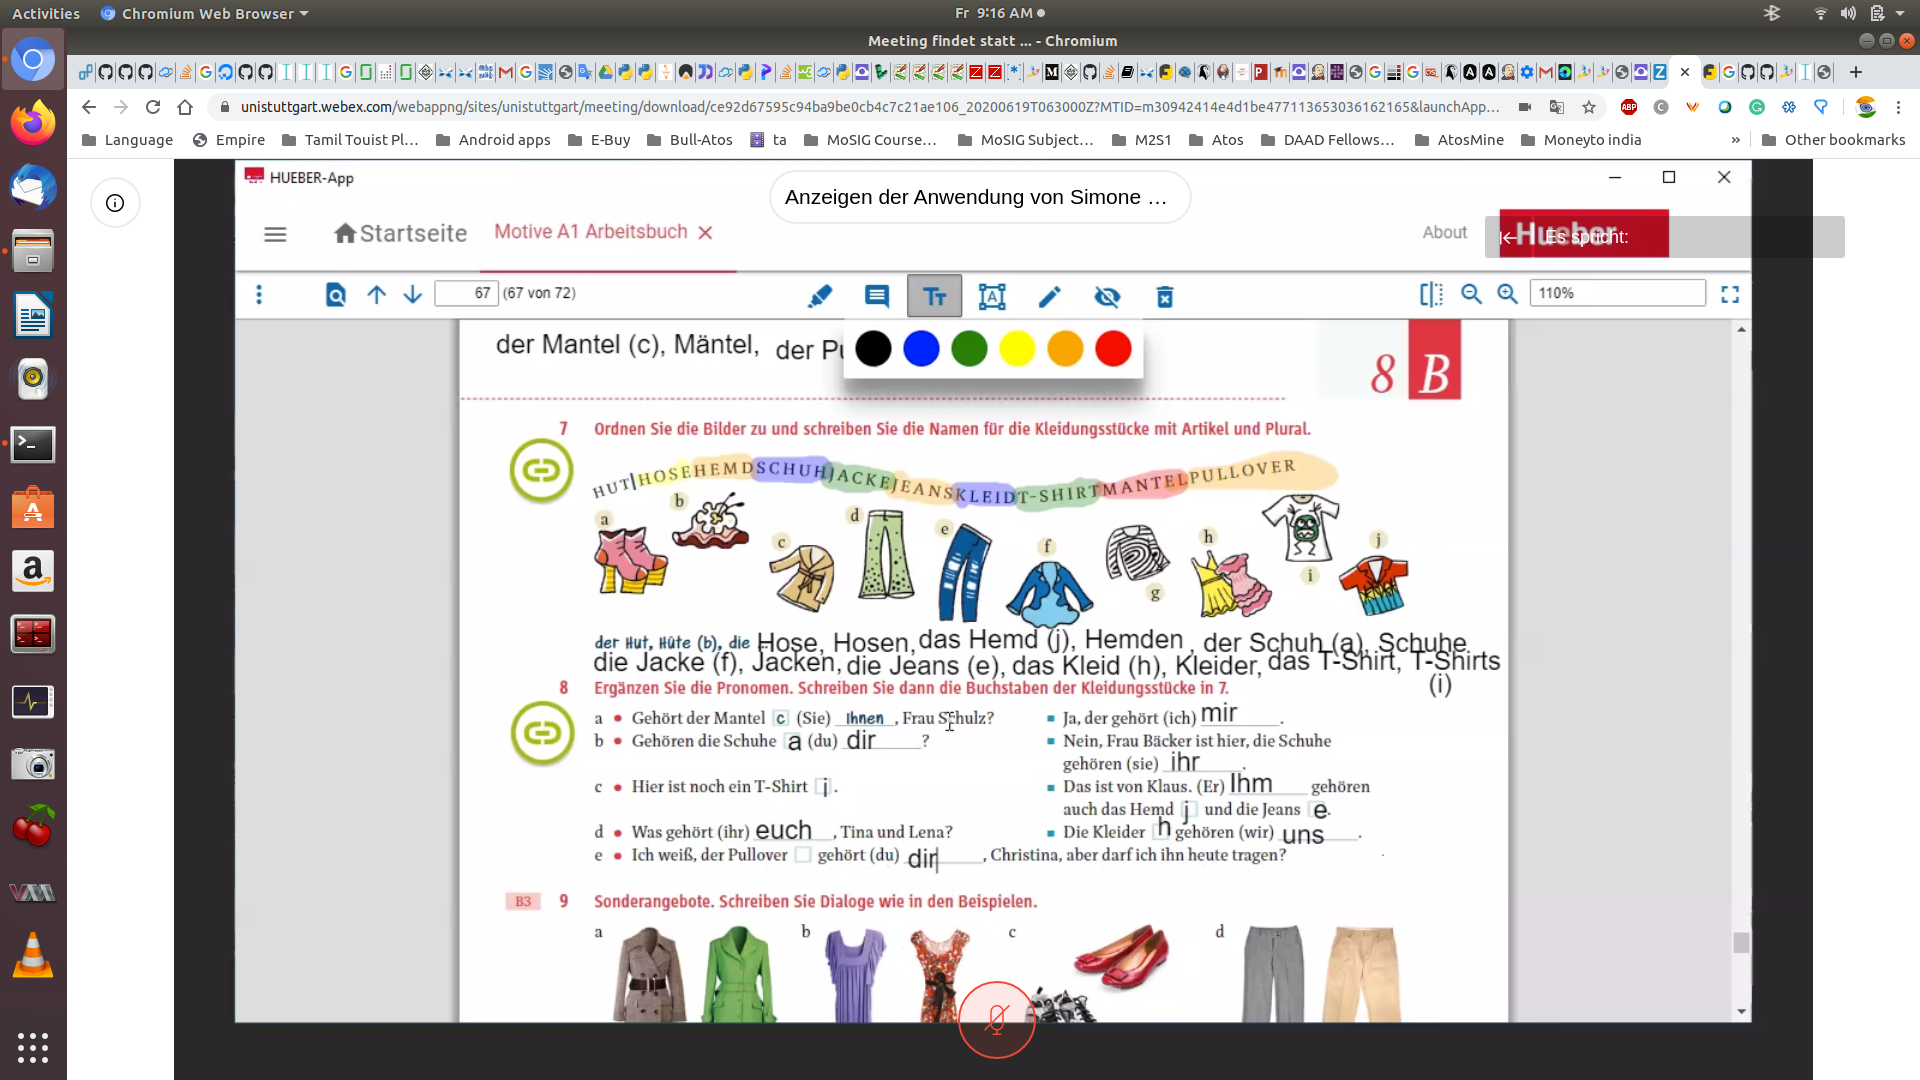 Activities Chromium Web Browser Fr 9:16 AM
Meeting findet statt ... - Chromium
unistuttgart.webex.com/webappng/sites/unistuttgart/meeting/download/ce92d67595c94ba9be0cb4c7c21ae106_20200619T063000Z?MTID=m30942414e4d1be477113653036162165&launchApp...
Language Empire Tamil Touist Pl... Android apps E-Buy Bull-Atos ta MoSIG Course... MoSIG Subject... M2S1 Atos DAAD Fellows... AtosMine Moneyto india » Other bookmarks
HUEBER-App
Anzeigen der Anwendung von Simone ...
Startseite Motive A1 Arbeitsbuch About Hueber Es spricht:
67 (67 von 72) 110%
der Mantel (c), Mäntel, der Pu
8 B
7 Ordnen Sie die Bilder zu und schreiben Sie die Namen für die Kleidungsstücke mit Artikel und Plural.
HUT|HOSEHEMDSCHUHJACKEJEANSKLEIDT-SHIRTMANTELPULLOVER
a b c d e f g h i j
der Hut, Hüte (b), die Hose, Hosen, das Hemd (j), Hemden , der Schuh (a), Schuhe
die Jacke (f), Jacken, die Jeans (e), das Kleid (h), Kleider, das T-Shirt, T-Shirts
(i)
8 Ergänzen Sie die Pronomen. Schreiben Sie dann die Buchstaben der Kleidungsstücke in 7.
a Gehört der Mantel c (Sie) Ihnen , Frau Schulz? Ja, der gehört (ich) mir .
b Gehören die Schuhe a (du) dir ? Nein, Frau Bäcker ist hier, die Schuhe
gehören (sie) ihr .
c Hier ist noch ein T-Shirt i . Das ist von Klaus. (Er) Ihm gehören
auch das Hemd j und die Jeans e.
d Was gehört (ihr) euch , Tina und Lena? Die Kleider h gehören (wir) uns .
e Ich weiß, der Pullover gehört (du) dir , Christina, aber darf ich ihn heute tragen?
B3 9 Sonderangebote. Schreiben Sie Dialoge wie in den Beispielen.
a b c d